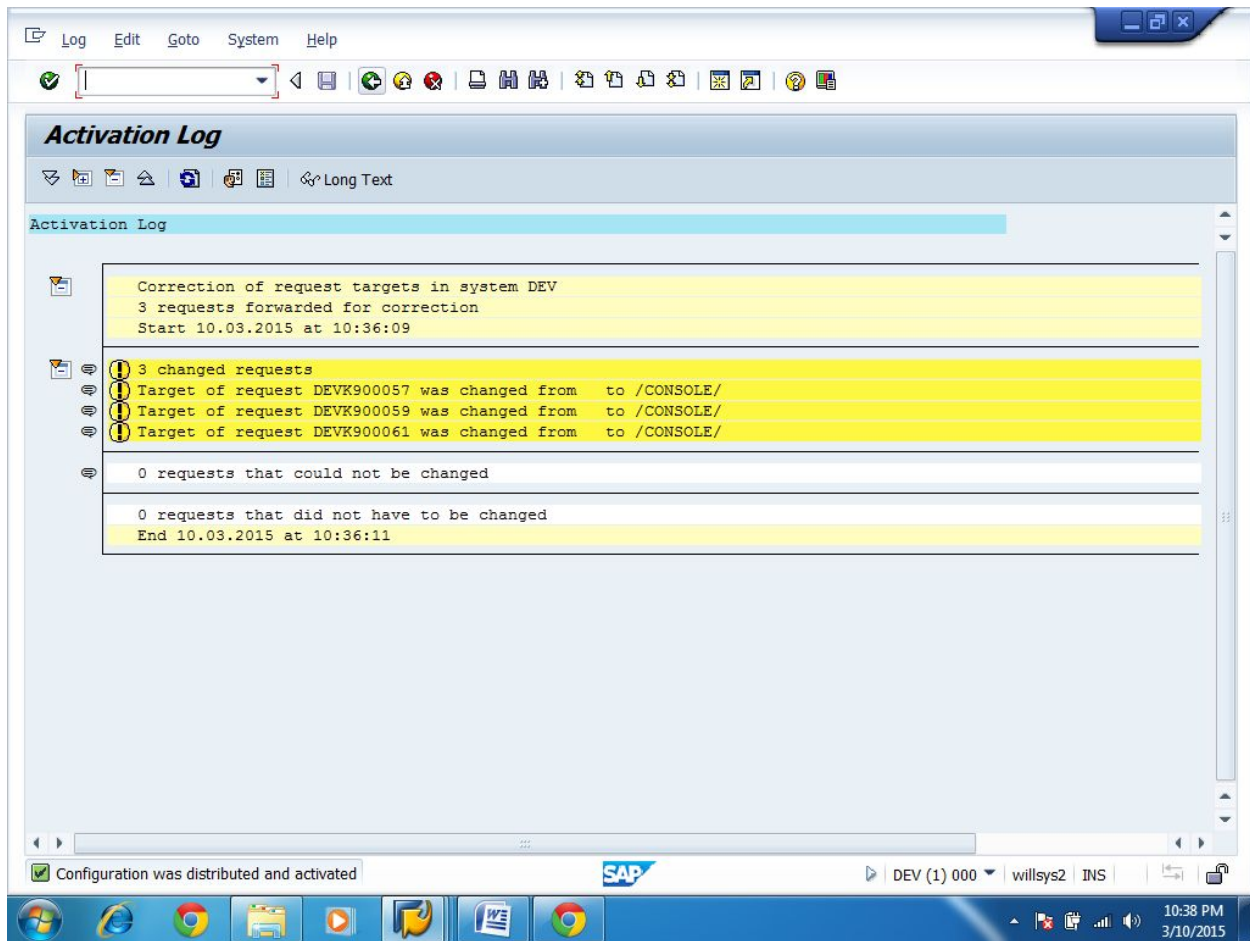 Log Edit Goto System Help
Activation Log
Long Text
Activation Log
Correction of request targets in system DEV
3 requests forwarded for correction
Start 10.03.2015 at 10:36:09
3 changed requests
Target of request DEVK900057 was changed from to /CONSOLE/
Target of request DEVK900059 was changed from to /CONSOLE/
Target of request DEVK900061 was changed from to /CONSOLE/
0 requests that could not be changed
0 requests that did not have to be changed
End 10.03.2015 at 10:36:11
Configuration was distributed and activated SAP DEV (1) 000 willsys2 INS
10:38 PM
3/10/2015